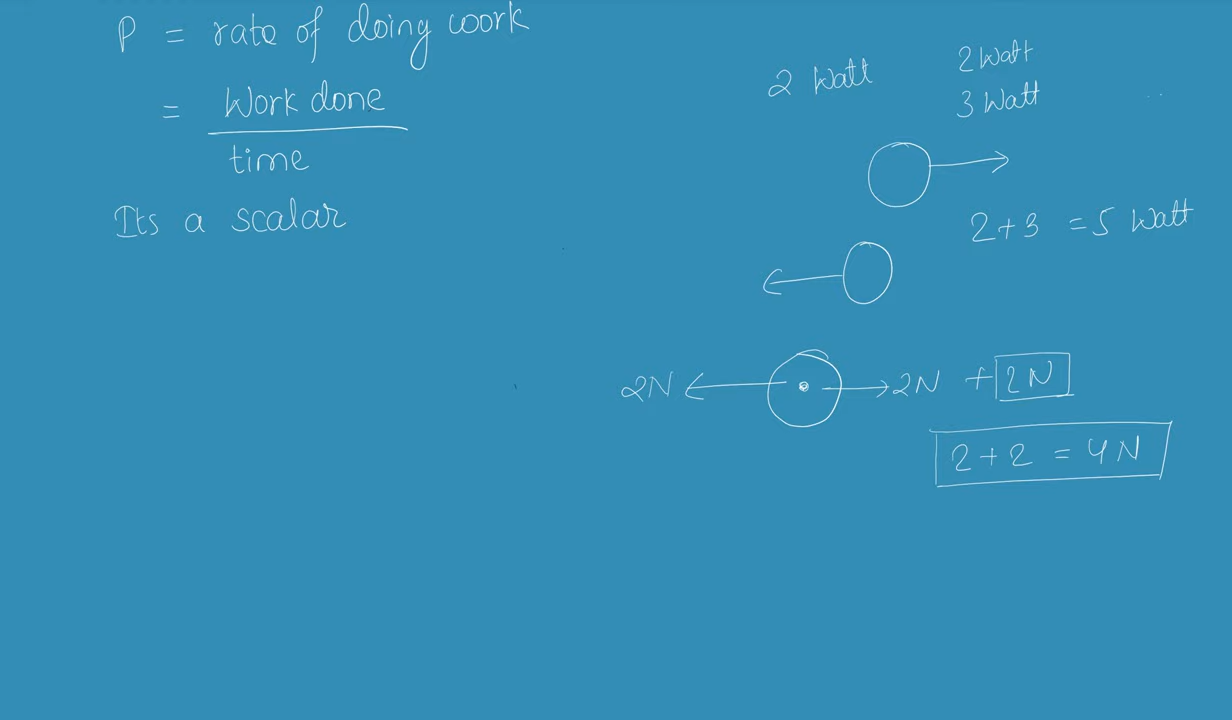 P = rate of doing work
= Work done
time
Its a scalar
2 Watt
2 Watt
3 Watt
2+3 = 5 Watt
2N
2N + 2N
2 + 2 = 4N